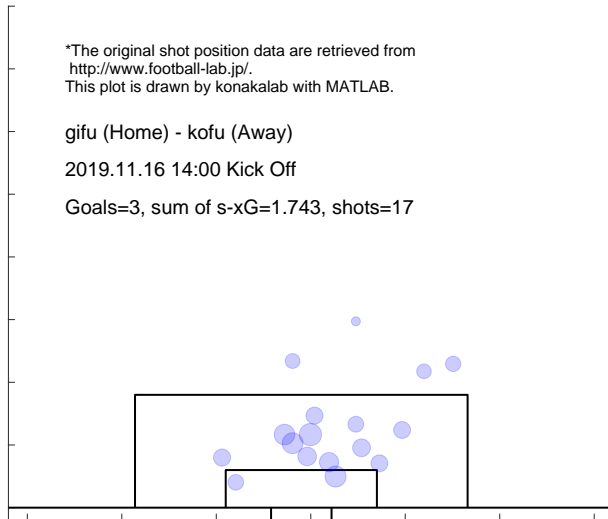 *The original shot position data are retrieved from
http://www.football-lab.jp/.
This plot is drawn by konakalab with MATLAB.
gifu (Home) - kofu (Away)
2019.11.16 14:00 Kick Off
Goals=3, sum of s-xG=1.743, shots=17